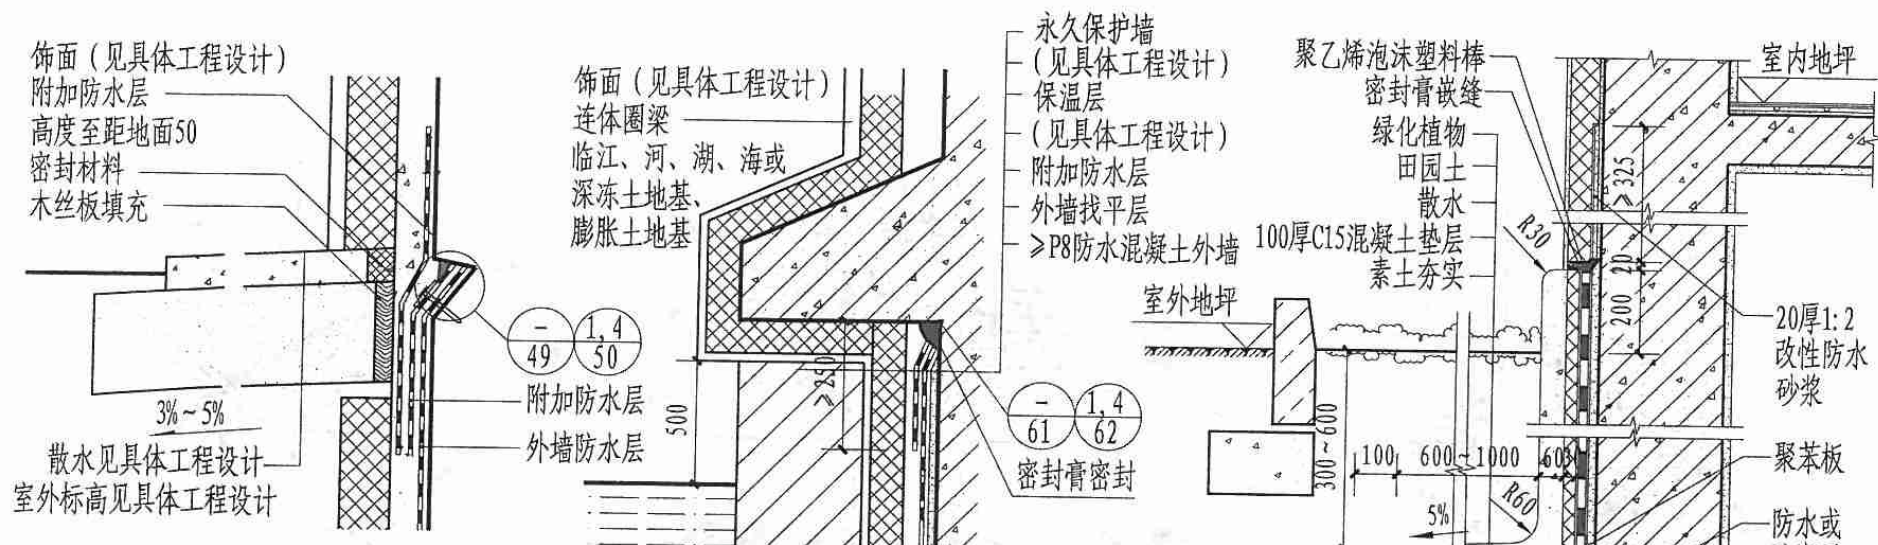 饰面（见具体工程设计）
附加防水层
高度至距地面50
密封材料
木丝板填充
3%~5%
散水见具体工程设计
室外标高见具体工程设计
-
49
1,4
50
附加防水层
外墙防水层
饰面（见具体工程设计）
连体圈梁
临江、河、湖、海或
深冻土地基、
膨胀土地基
500
≥250
永久保护墙
（见具体工程设计）
保温层
（见具体工程设计）
附加防水层
外墙找平层
≥P8防水混凝土外墙
-
61
1,4
62
密封膏密封
聚乙烯泡沫塑料棒
密封膏嵌缝
绿化植物
田园土
散水
100厚C15混凝土垫层
素土夯实
室外地坪
室内地坪
R30
≥325
20
200
20厚1:2
改性防水
砂浆
300~600
100
600~1000
60
R60
5%
聚苯板
防水或